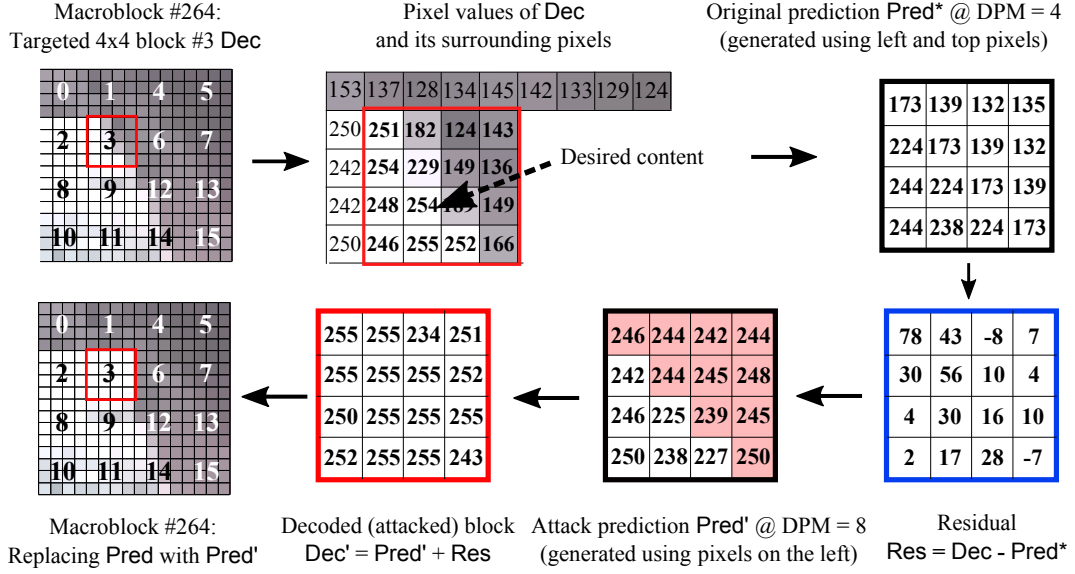 Macroblock #264:
Targeted 4x4 block #3 Dec
Pixel values of Dec
and its surrounding pixels
Original prediction Pred* @ DPM = 4
(generated using left and top pixels)
0 1 4 5
2 3 6 7
8 9 12 13
10 11 14 15
153 137 128 134 145 142 133 129 124
250 251 182 124 143
242 254 229 149 136
242 248 254 189 149
250 246 255 252 166
Desired content
173 139 132 135
224 173 139 132
244 224 173 139
244 238 224 173
0 1 4 5
2 3 6 7
8 9 12 13
10 11 14 15
255 255 234 251
255 255 255 252
250 255 255 255
252 255 255 243
246 244 242 244
242 244 245 248
246 225 239 245
250 238 227 250
78 43 -8 7
30 56 10 4
4 30 16 10
2 17 28 -7
Macroblock #264:
Replacing Pred with Pred'
Decoded (attacked) block
Dec' = Pred' + Res
Attack prediction Pred' @ DPM = 8
(generated using pixels on the left)
Residual
Res = Dec - Pred*